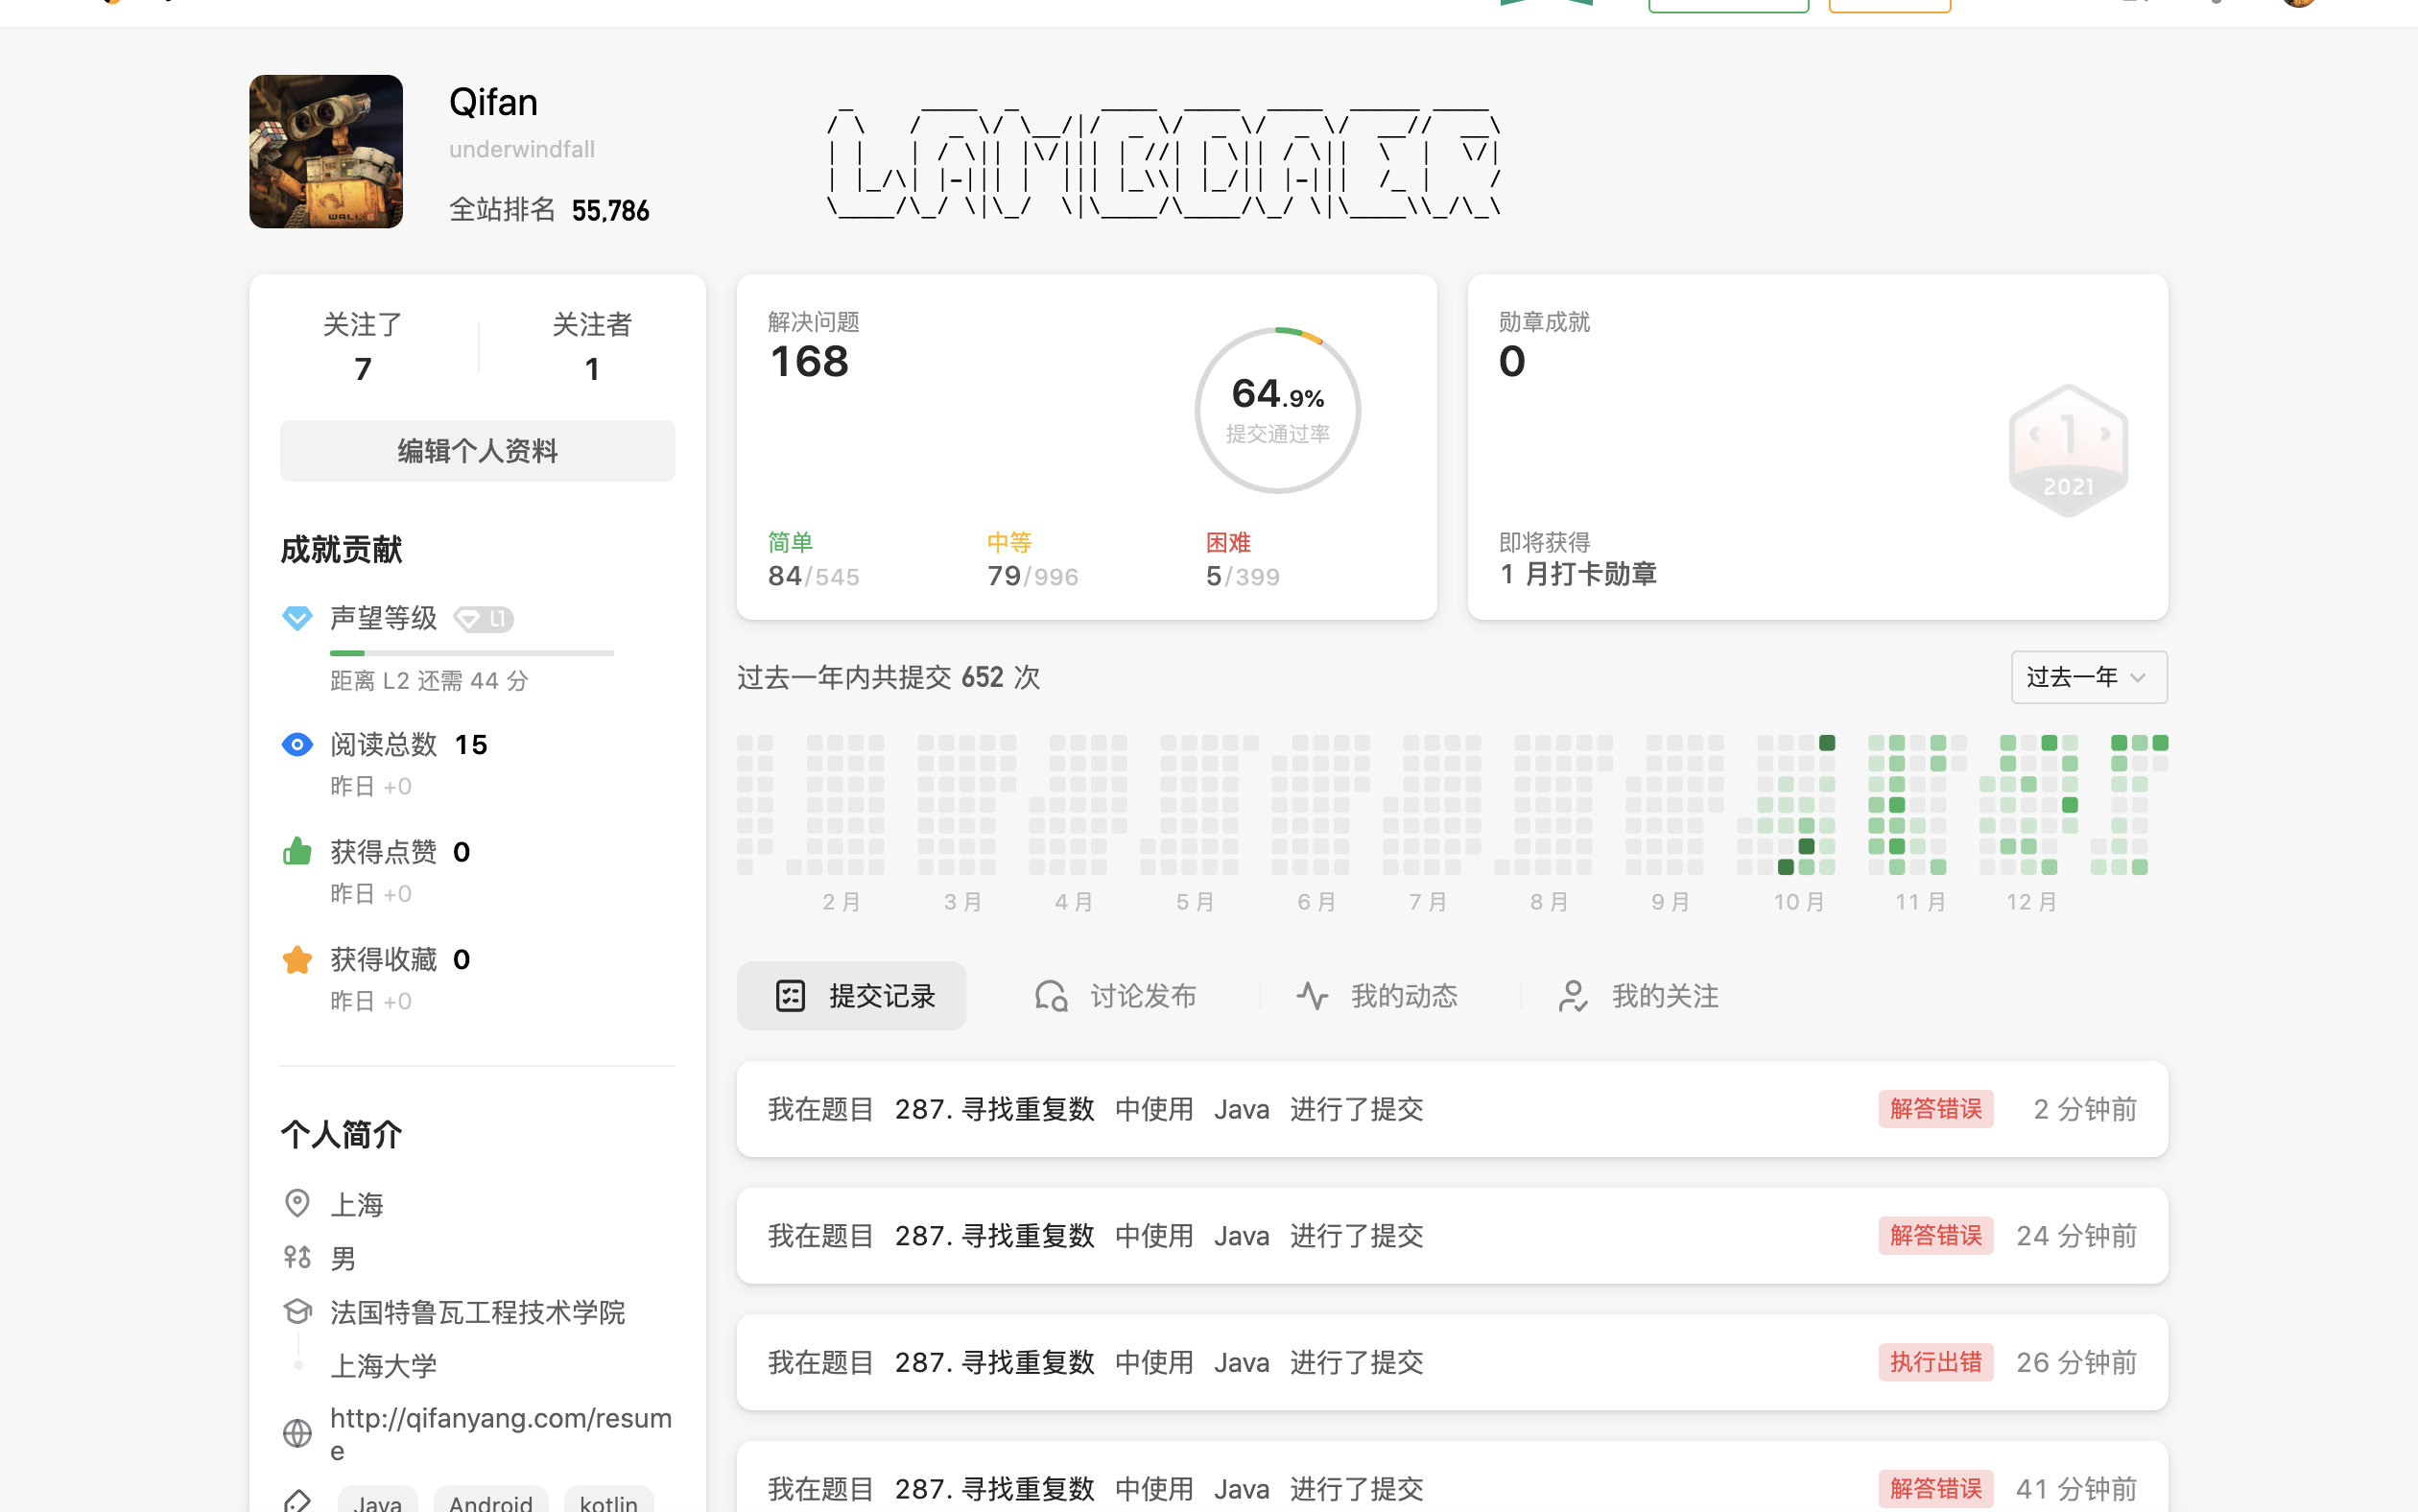 Qifan
underwindfall
全站排名 55,786
关注了
7
关注者
1
编辑个人资料
成就贡献
声望等级 L1
距离 L2 还需 44 分
阅读总数 15
昨日 +0
获得点赞 0
昨日 +0
获得收藏 0
昨日 +0
个人简介
上海
男
法国特鲁瓦工程技术学院
上海大学
http://qifanyang.com/resum
e
Java Android kotlin
解决问题
168
64.9%
提交通过率
简单
84/545
中等
79/996
困难
5/399
勋章成就
0
1
2021
即将获得
1 月打卡勋章
过去一年内共提交 652 次
过去一年
2 月 3 月 4 月 5 月 6 月 7 月 8 月 9 月 10 月 11 月 12 月
提交记录 讨论发布 我的动态 我的关注
我在题目 287. 寻找重复数 中使用 Java 进行了提交 解答错误 2 分钟前
我在题目 287. 寻找重复数 中使用 Java 进行了提交 解答错误 24 分钟前
我在题目 287. 寻找重复数 中使用 Java 进行了提交 执行出错 26 分钟前
我在题目 287. 寻找重复数 中使用 Java 进行了提交 解答错误 41 分钟前